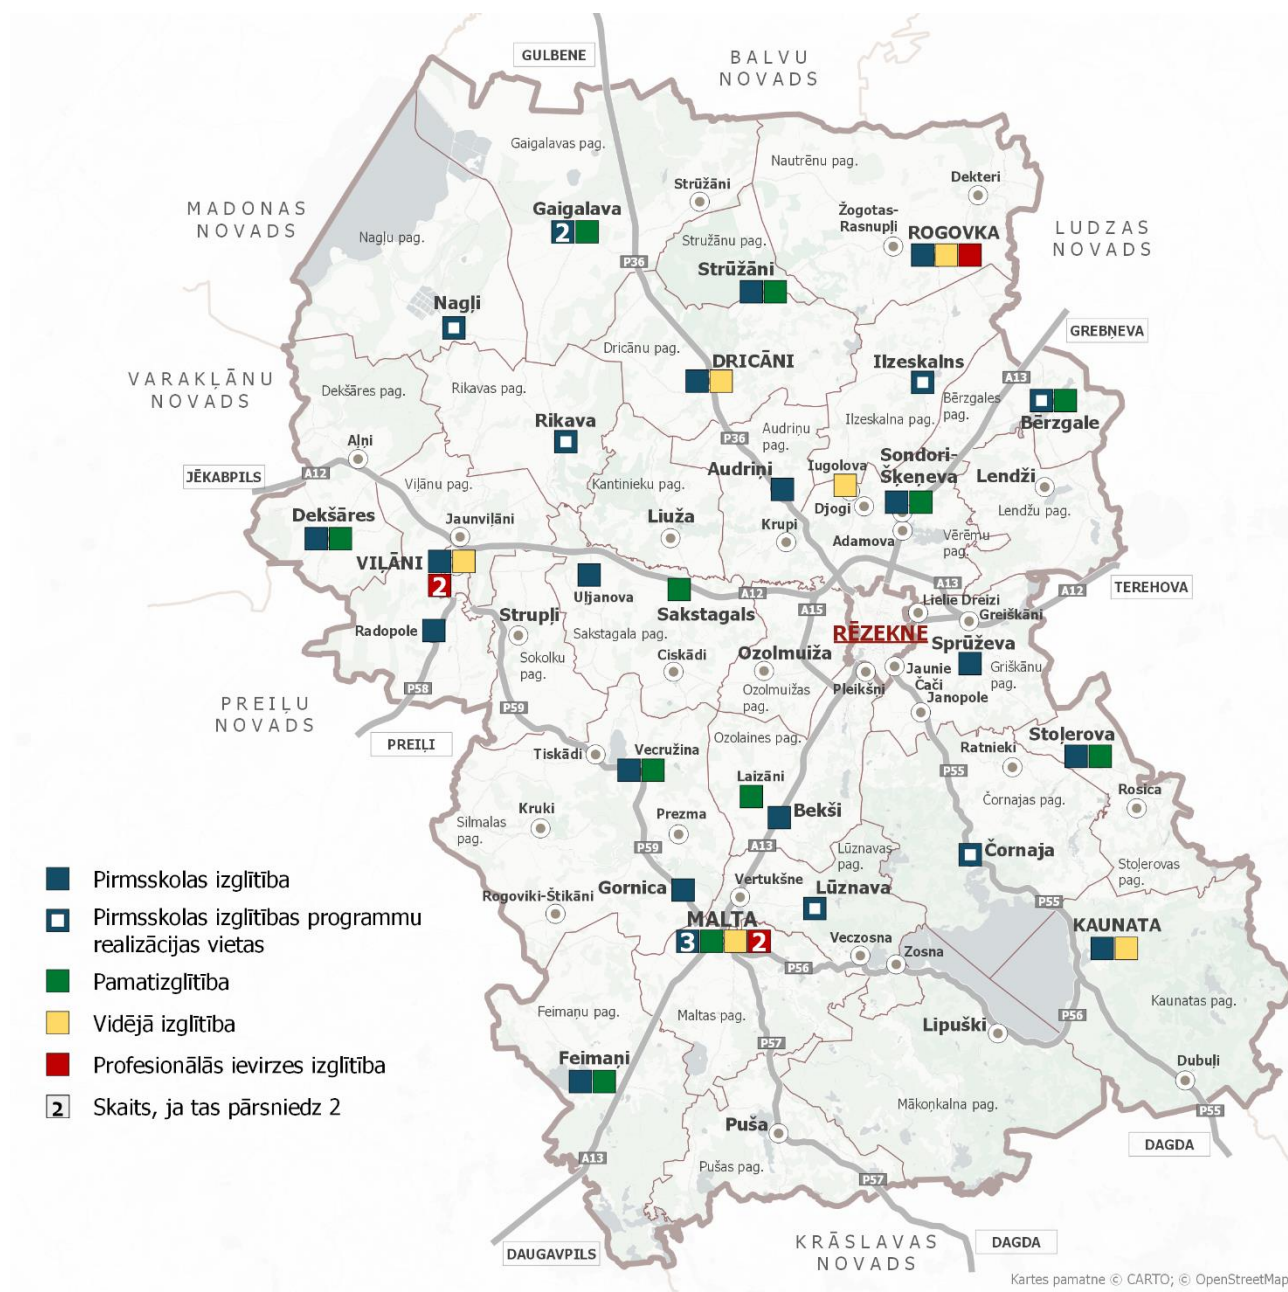 GULBENE
BALVU
NOVADS
Gaigalavas pag.
Nautrēnu pag.
Strūžāni
Dekteri
MADONAS
NOVADS
Gaigalava
2
Žogotas-
Rasnupļi
ROGOVKA
LUDZAS
NOVADS
Nagļu pag.
Stružānu pag.
P36
Strūžāni
Nagļi
GREBŅEVA
Dricānu pag.
DRICĀNI
Ilzeskalns
A13
VARAKĻĀNU
NOVADS
Dekšāres pag.
Rikavas pag.
Bērzgales
pag.
Ilzeskalna pag.
Bērzgale
Rikava
Audriņu
pag.
P36
Aļņi
Audriņi
Iugolova
Sondori-
Šķeņeva
JĒKABPILS
A12
Viļānu pag.
Kantinieku pag.
Lendži
Dekšāres
Jaunviļāni
Liuža
Djogi
Lendžu pag.
Krupi
Adamova
Vērēmu
pag.
VIĻĀNI
2
Uļjanova
A12
A13
A12
TEREHOVA
Sakstagals
A15
Lielie Dreizi
Greiškāni
Radopole
Strupļi
Sakstagala pag.
RĒZEKNE
Sprūževa
Sokolku
pag.
Ciskādi
Ozolmuiža
Jaunie
Čači
Griškānu
pag.
Pleikšņi
P58
Ozolmuižas
pag.
Janopole
PREIĻU
NOVADS
P59
PREIĻI
Ozolaines pag.
Stoļerova
Tiskādi
Vecružina
Ratnieki
P55
Laizāni
Rosica
Kruki
Prezma
Bekši
Čornajas pag.
Silmalas
pag.
P59
A13
Lūznavas
pag.
Čornaja
Stoļerovas
pag.
Pirmsskolas izglītība
Gornica
Vertukšne
Lūznava
Rogoviki-Štikāni
P55
Pirmsskolas izglītības programmu
realizācijas vietas
MALTA
3
2
KAUNATA
Veczosna
Zosna
P56
Pamatizglītība
Feimaņu pag.
Maltas pag.
Kaunatas pag.
Vidējā izglītība
P56
Lipuški
P57
Profesionālās ievirzes izglītība
Feimaņi
Dubuļi
2
Skaits, ja tas pārsniedz 2
Mākoņkalna pag.
P55
Puša
DAGDA
A13
Pušas pag.
P57
DAUGAVPILS
KRĀSLAVAS
NOVADS
DAGDA
Kartes pamatne © CARTO; © OpenStreetMap